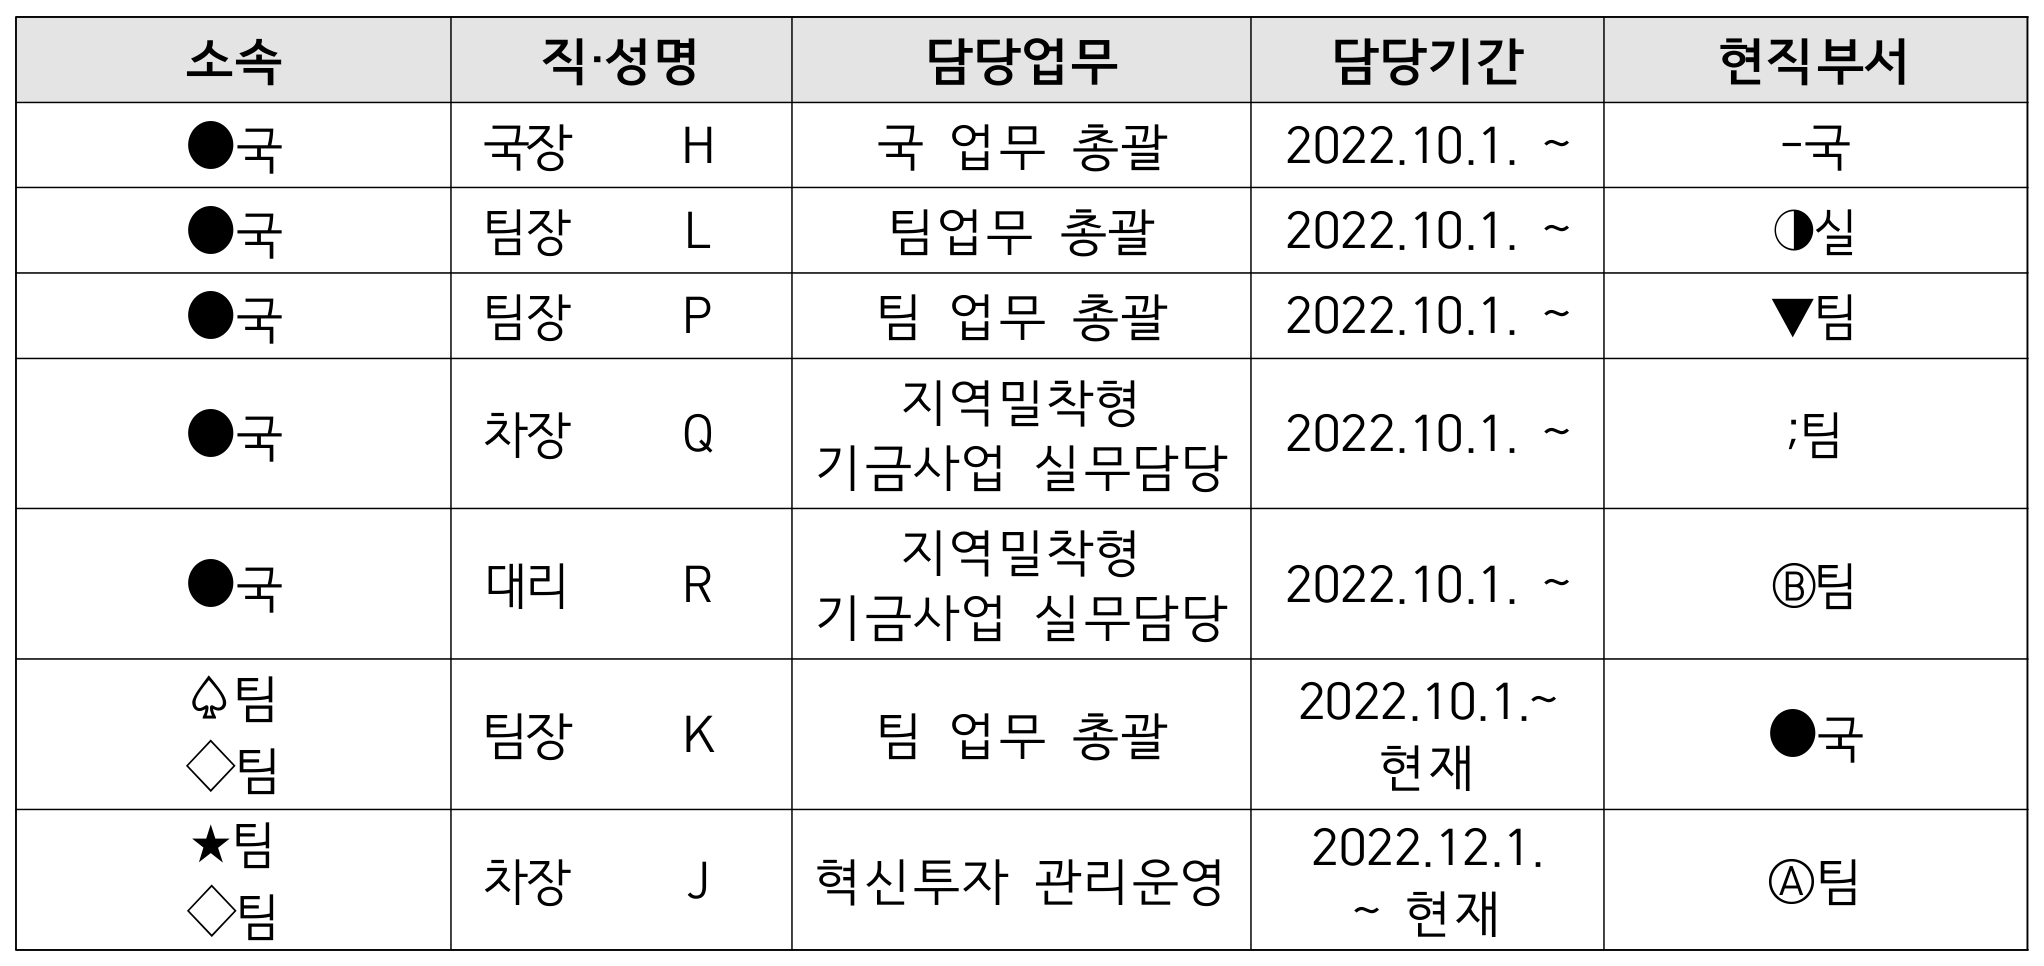 소속 직·성명 담당업무 담당기간 현직부서
●국 국장 H 국 업무 총괄 2022.10.1. ~ -국
●국 팀장 L 팀업무 총괄 2022.10.1. ~ ◑실
●국 팀장 P 팀 업무 총괄 2022.10.1. ~ ▼팀
●국 차장 Q 지역밀착형
기금사업 실무담당 2022.10.1. ~ ;팀
●국 대리 R 지역밀착형
기금사업 실무담당 2022.10.1. ~ Ⓑ팀
♤팀
◇팀 팀장 K 팀 업무 총괄 2022.10.1.~
현재 ●국
★팀
◇팀 차장 J 혁신투자 관리운영 2022.12.1.
~ 현재 Ⓐ팀